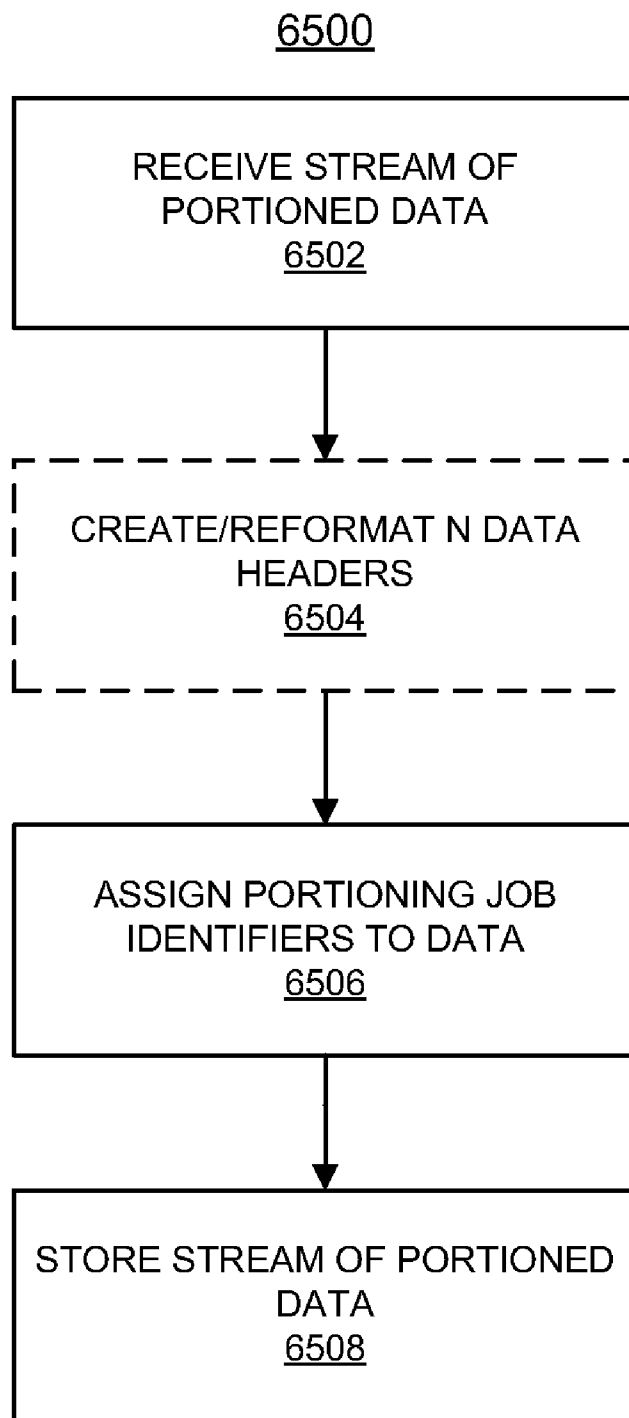 6500
RECEIVE STREAM OF
PORTIONED DATA
6502
CREATE/REFORMAT N DATA
HEADERS
6504
ASSIGN PORTIONING JOB
IDENTIFIERS TO DATA
6506
STORE STREAM OF PORTIONED
DATA
6508